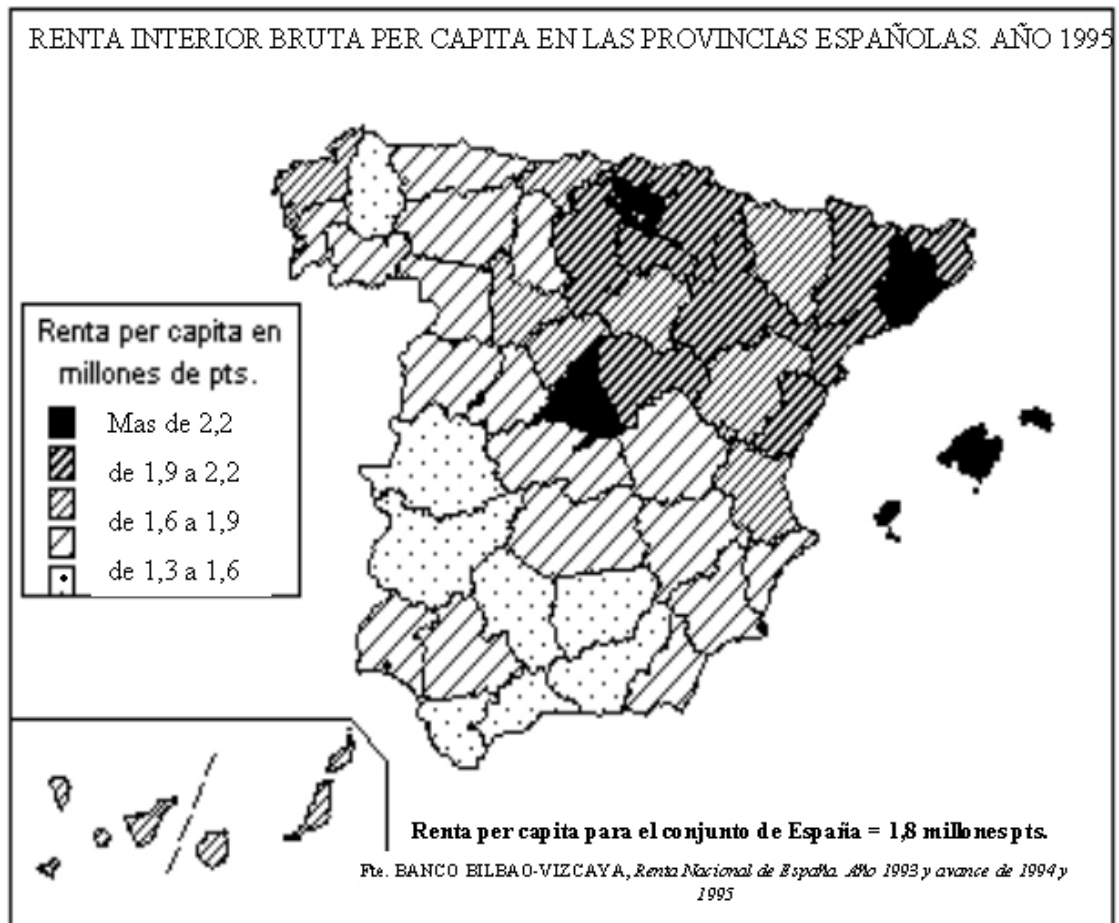 RENTA INTERIOR BRUTA PER CAPITA EN LAS PROVINCIAS ESPAÑOLAS. AÑO 1995
Renta per capita en
millones de pts.
Mas de 2,2
de 1,9 a 2,2
de 1,6 a 1,9
de 1,3 a 1,6
Renta per capita para el conjunto de España = 1,8 millones pts.
Fte. BANCO BILBAO-VIZCAYA, Renta Nacional de España. Año 1993 y avance de 1994 y
1995